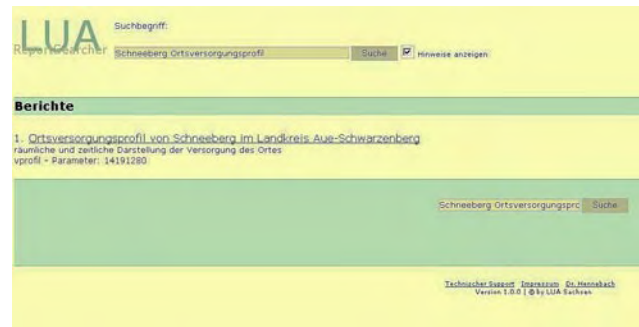 LUA
ReportSearcher
Suchbegriff:
Schneeberg Ortsversorgungsprofil Suche Hinweise anzeigen
Berichte
1. Ortsversorgungsprofil von Schneeberg im Landkreis Aue-Schwarzenberg
räumliche und zeitliche Darstellung der Versorgung des Ortes
vprofil - Parameter: 14191280
Schneeberg Ortsversorgungsprc Suche
Technischer Support Impressum Dr. Hennebach
Version 1.0.0 | @ by LUA Sachsen